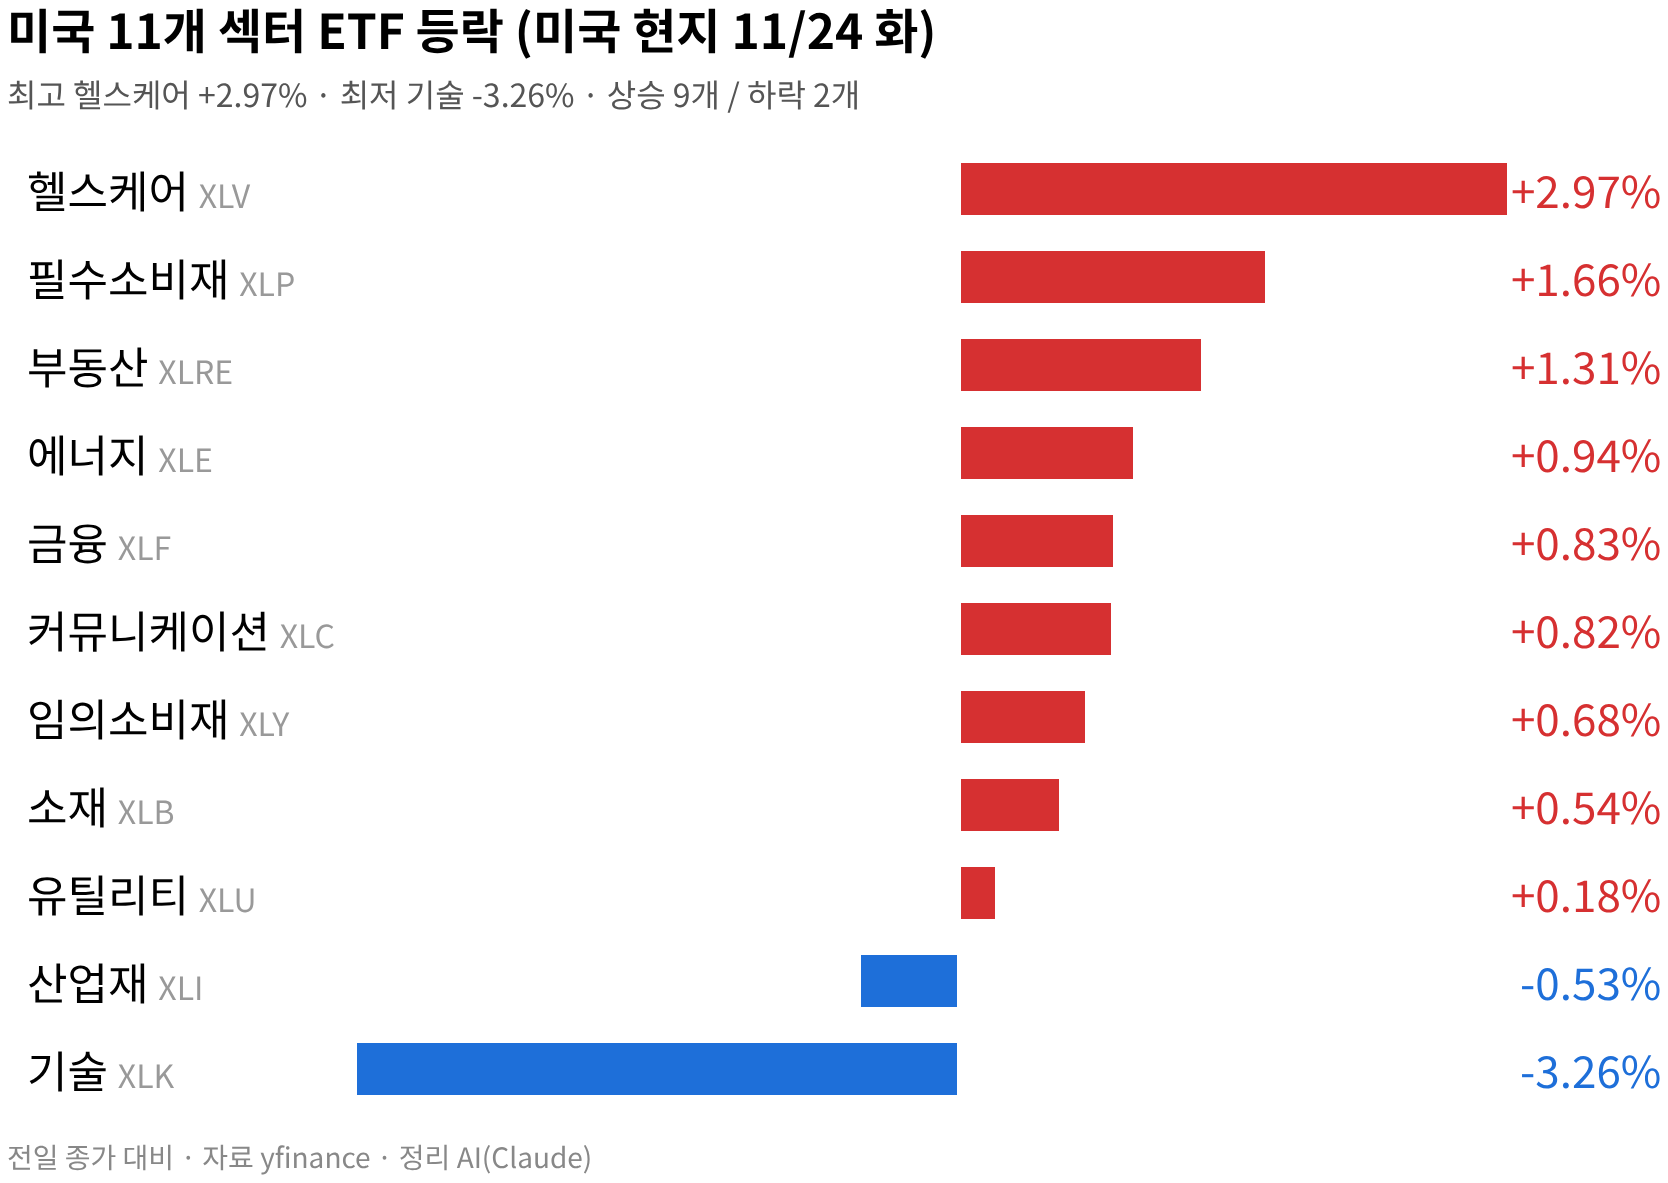 미국 11개 섹터 ETF 등락 (미국 현지 11/24 화)
최고 헬스케어 +2.97% · 최저 기술 -3.26% · 상승 9개 / 하락 2개
헬스케어 XLV +2.97%
필수소비재 XLP +1.66%
부동산 XLRE +1.31%
에너지 XLE +0.94%
금융 XLF +0.83%
커뮤니케이션 XLC +0.82%
임의소비재 XLY +0.68%
소재 XLB +0.54%
유틸리티 XLU +0.18%
산업재 XLI -0.53%
기술 XLK -3.26%
전일 종가 대비 · 자료 yfinance · 정리 AI(Claude)